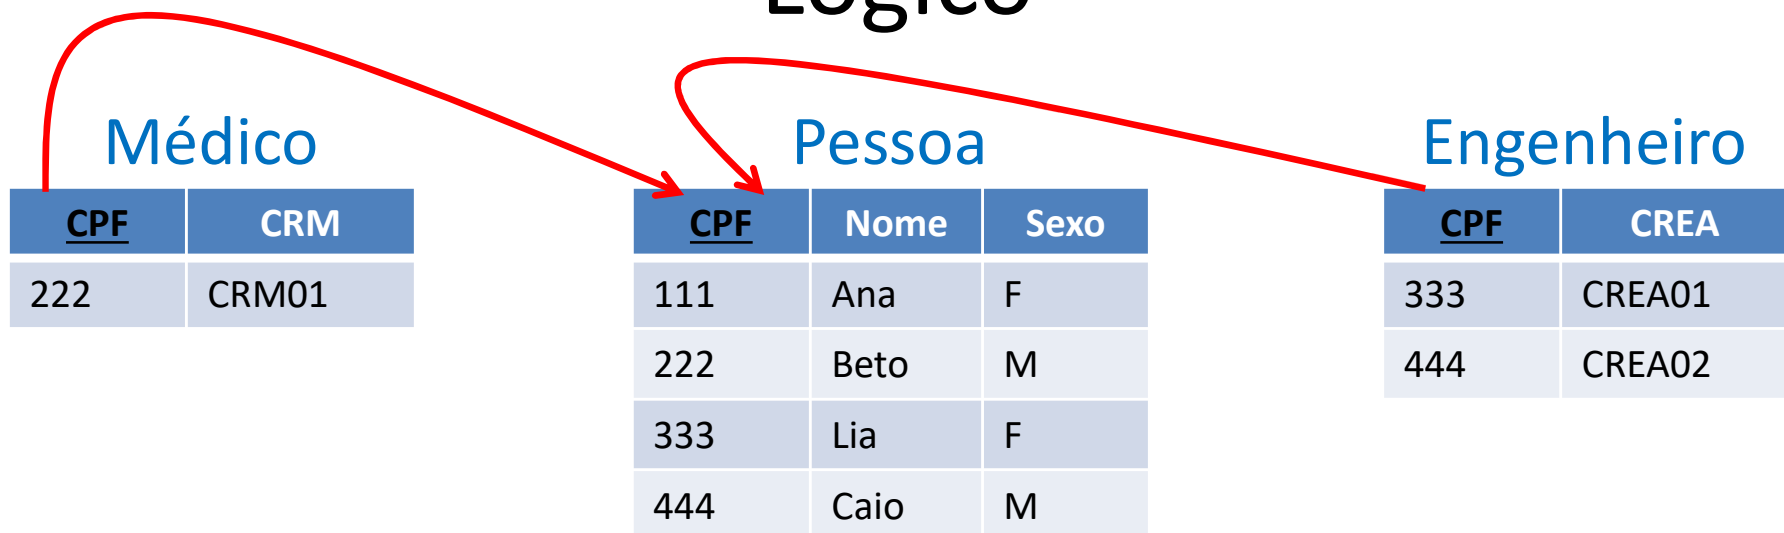 Lógico
Médico
CPF CRM
222 CRM01
Pessoa
CPF Nome Sexo
111 Ana F
222 Beto M
333 Lia F
444 Caio M
Engenheiro
CPF CREA
333 CREA01
444 CREA02